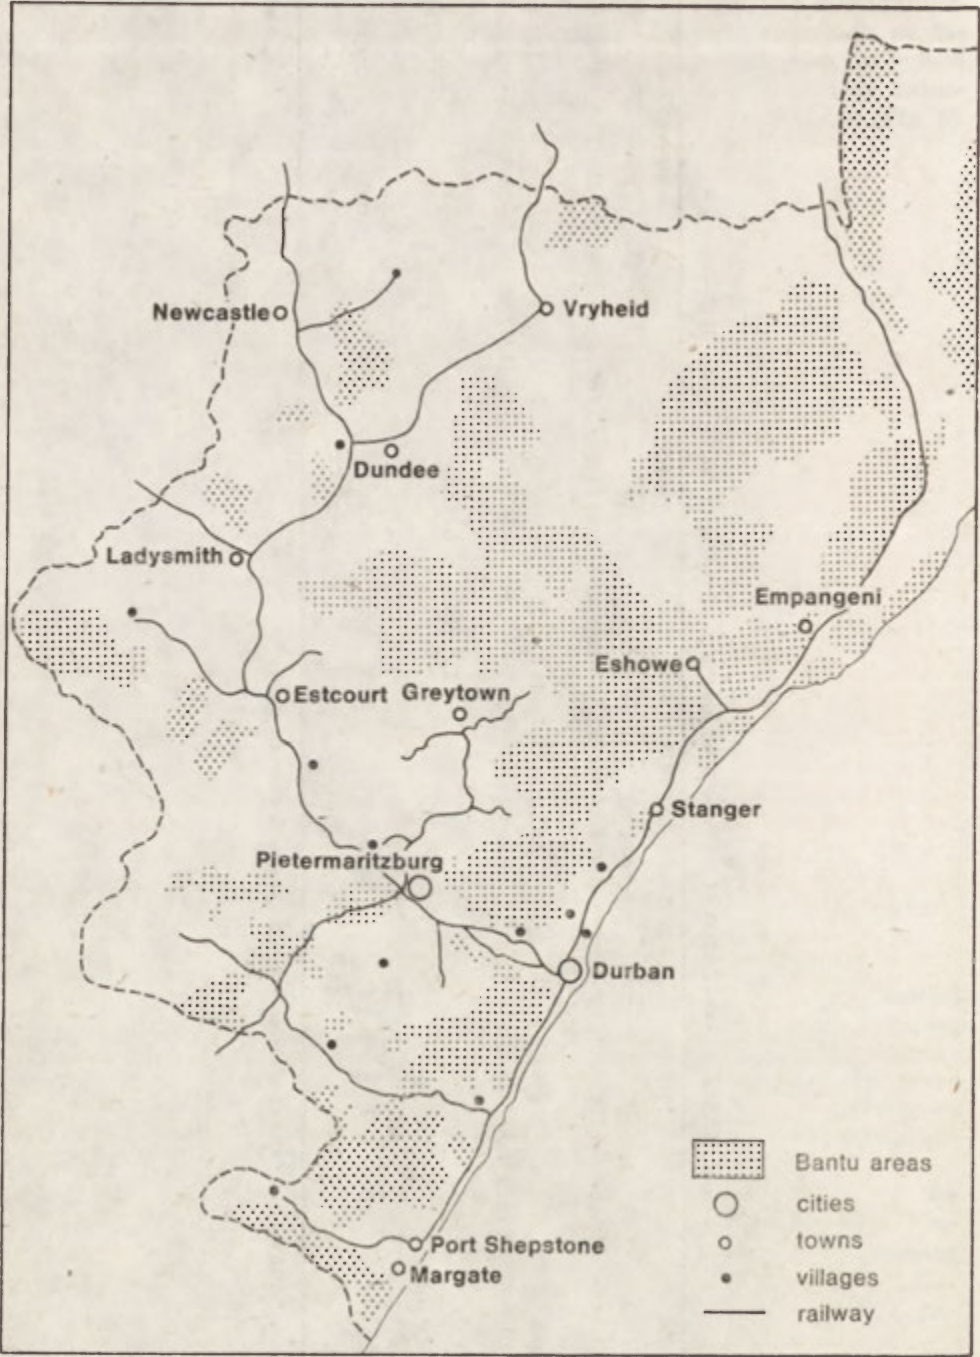 Newcastle
Vryheid
Dundee
Ladysmith
Empangeni
Eshowe
Estcourt
Greytown
Stanger
Pietermaritzburg
Durban
Bantu areas
cities
towns
villages
railway
Port Shepstone
Margate